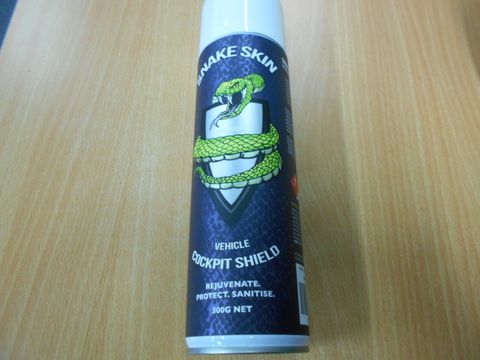 SNAKE SKIN
VEHICLE
COCKPIT SHIELD
REJUVENATE.
PROTECT. SANITISE.
300G NET